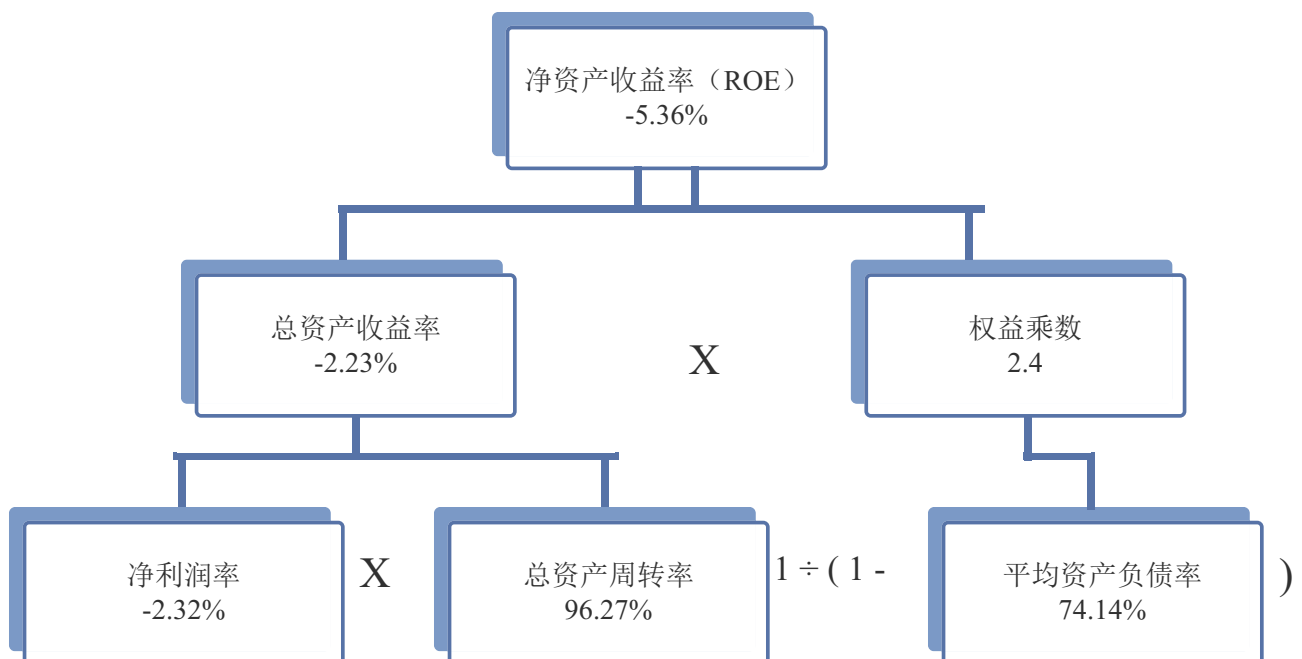 净资产收益率（ROE）
-5.36%
总资产收益率
-2.23%
X
权益乘数
2.4
净利润率
-2.32%
X
总资产周转率
96.27%
1 ÷ ( 1 -
平均资产负债率
74.14%
)